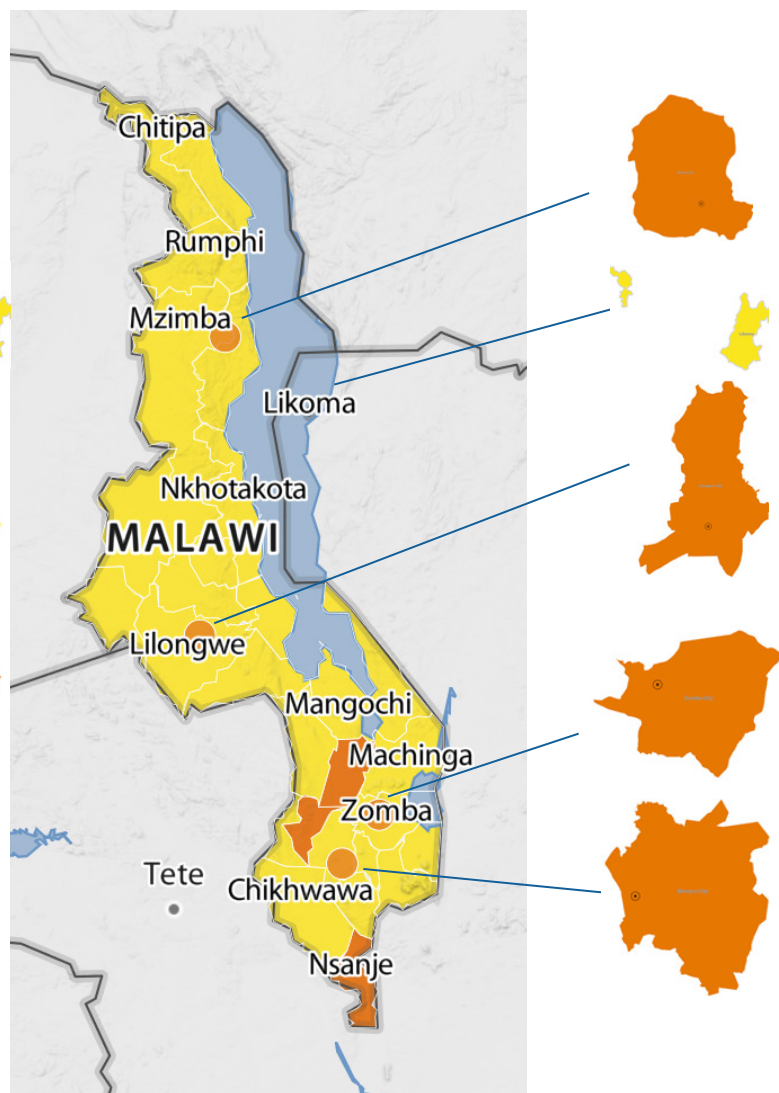 Chitipa
Rumphi
Mzimba
Likoma
Nkhotakota
MALAWI
Lilongwe
Mangochi
Machinga
Zomba
Tete
Chikhwawa
Nsanje